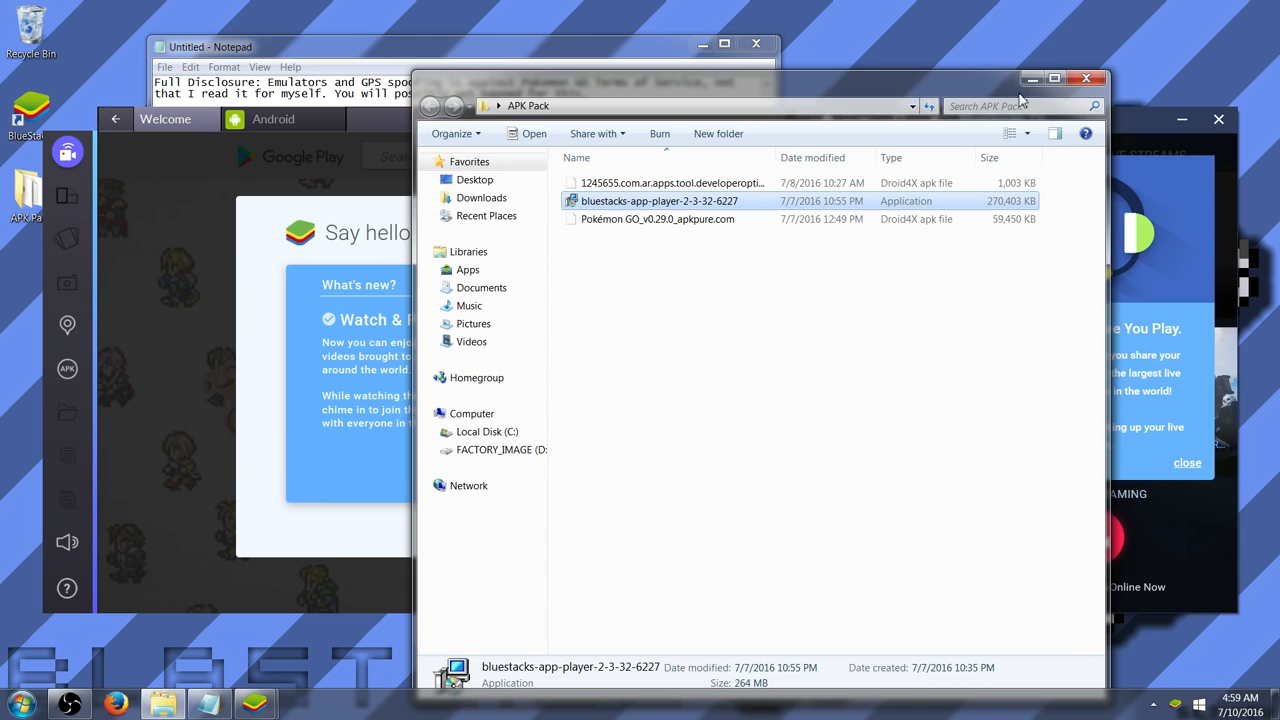 Recycle Bin
Untitled - Notepad
File Edit Format View Help
Full Disclosure: Emulators and GPS
that I read it for myself. You will
BlueSta
APK Pa
Welcome
Android
Google Play
Sea
Say hello
What's new?
Watch &
Now you can enjoy
videos brought to
around the world.
While watching the
chime in to join the
with everyone in
APK
APK Pack
Search APK Pack
Organize Open Share with Burn New folder
Name Date modified Type Size
1245655.com.ar.apps.tool.developeropti... 7/8/2016 10:27 AM Droid4X apk file 1,003 KB
bluestacks-app-player-2-3-32-6227 7/7/2016 10:55 PM Application 270,403 KB
Pokémon GO_v0.29.0_apkpure.com 7/7/2016 12:49 PM Droid4X apk file 59,450 KB
Favorites
Desktop
Downloads
Recent Places
Libraries
Apps
Documents
Music
Pictures
Videos
Homegroup
Computer
Local Disk (C:)
FACTORY_IMAGE (D:
Network
bluestacks-app-player-2-3-32-6227 Date modified: 7/7/2016 10:55 PM Date created: 7/7/2016 10:35 PM
Application Size: 264 MB
e You Play.
you share your
the largest live
in the world!
ng up your live
close
AMING
Online Now
4:59 AM
7/10/2016